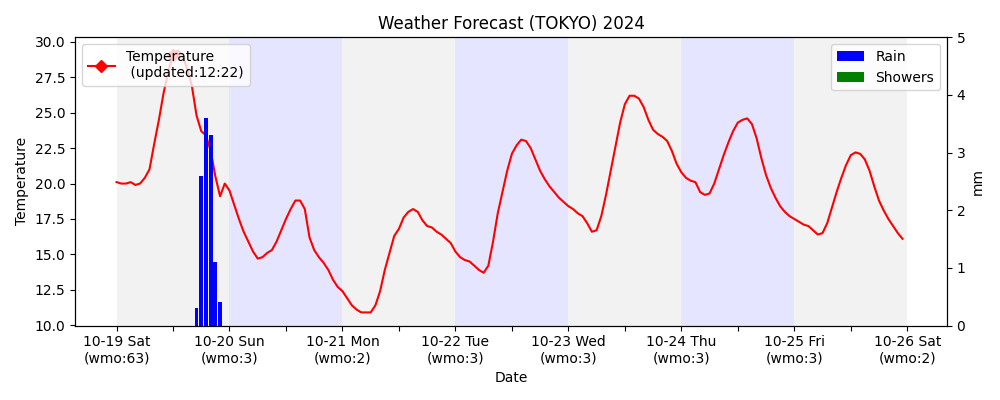 Weather Forecast (TOKYO) 2024
Temperature
(updated:12:22)
Rain
Showers
30.0
27.5
25.0
22.5
20.0
17.5
15.0
12.5
10.0
Temperature
5
4
3
2
1
0
mm
10-19 Sat
(wmo:63)
10-20 Sun
(wmo:3)
10-21 Mon
(wmo:2)
10-22 Tue
(wmo:3)
10-23 Wed
(wmo:3)
10-24 Thu
(wmo:3)
10-25 Fri
(wmo:3)
10-26 Sat
(wmo:2)
Date